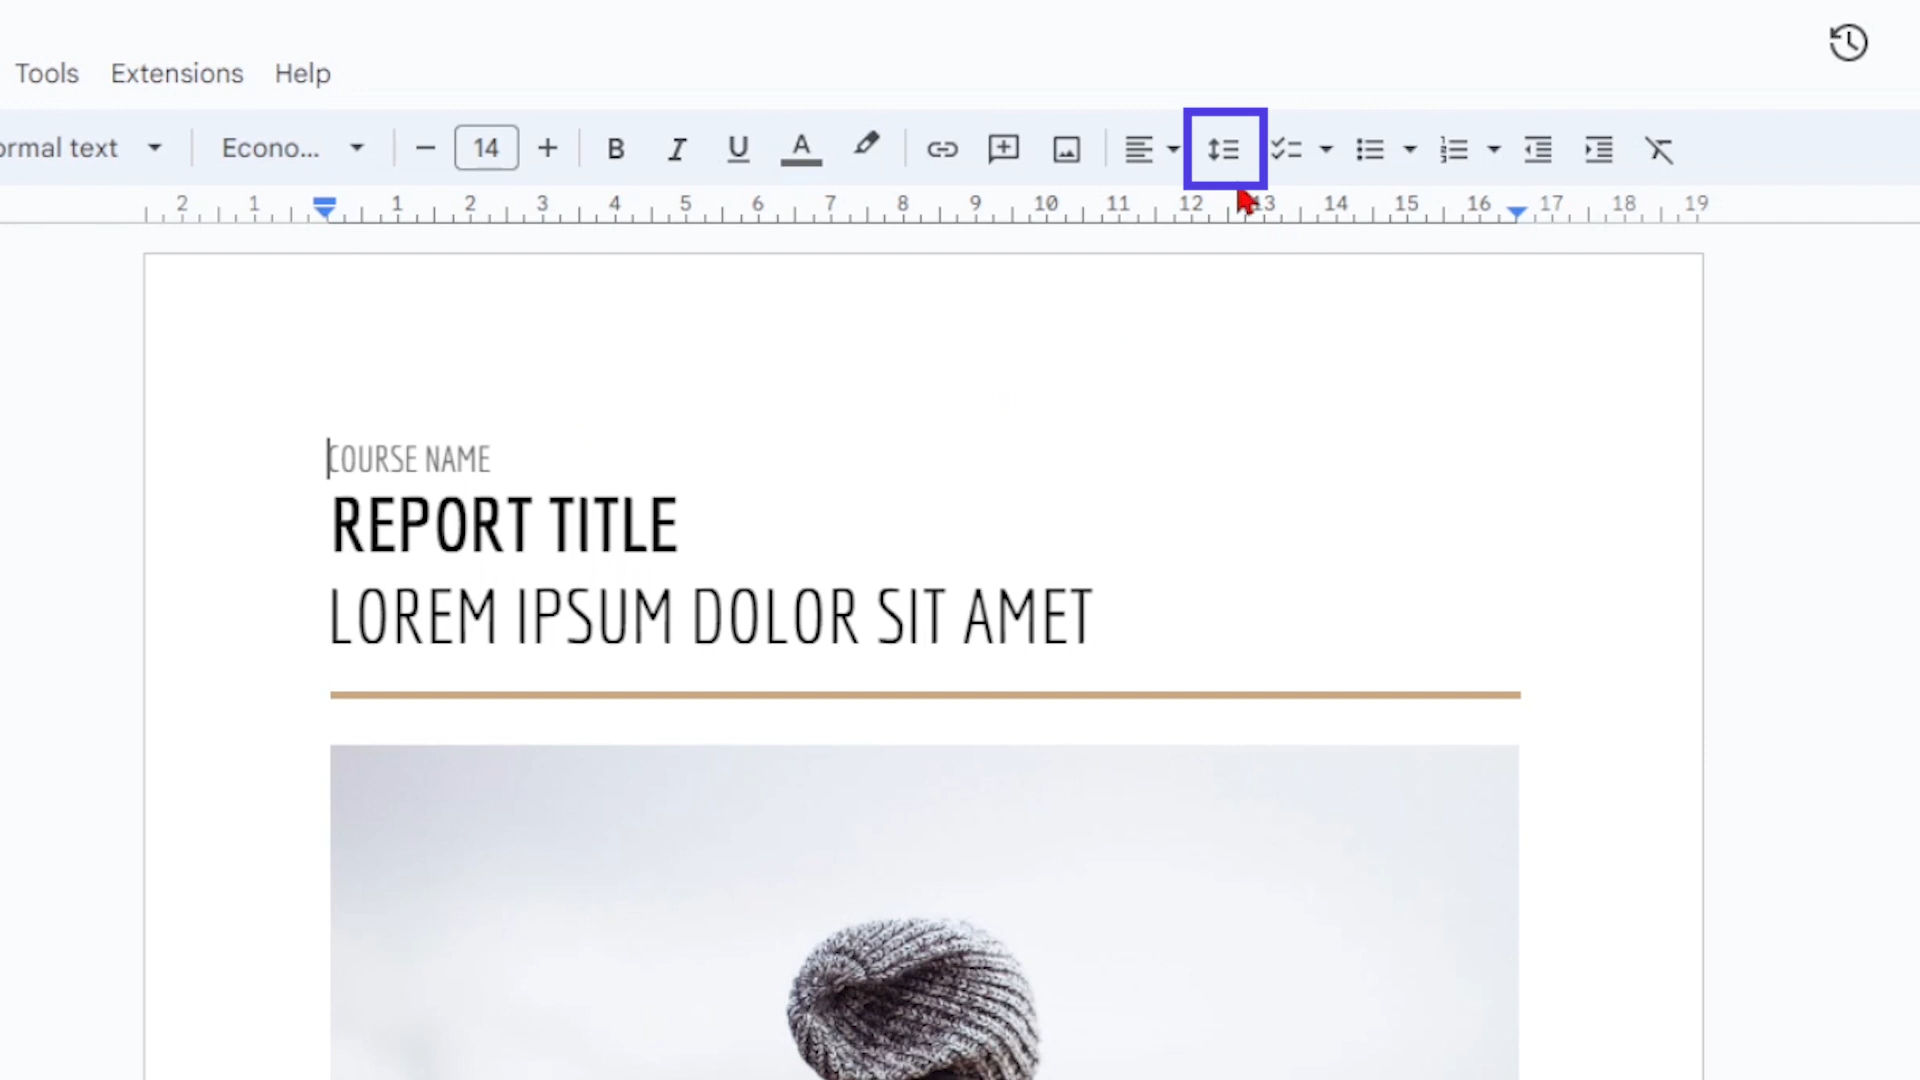 Tools Extensions Help
ormal text Econo... − 14 + B I U A
2 1 1 2 3 4 5 6 7 8 9 10 11 12 13 14 15 16 17 18 19
COURSE NAME
REPORT TITLE
LOREM IPSUM DOLOR SIT AMET